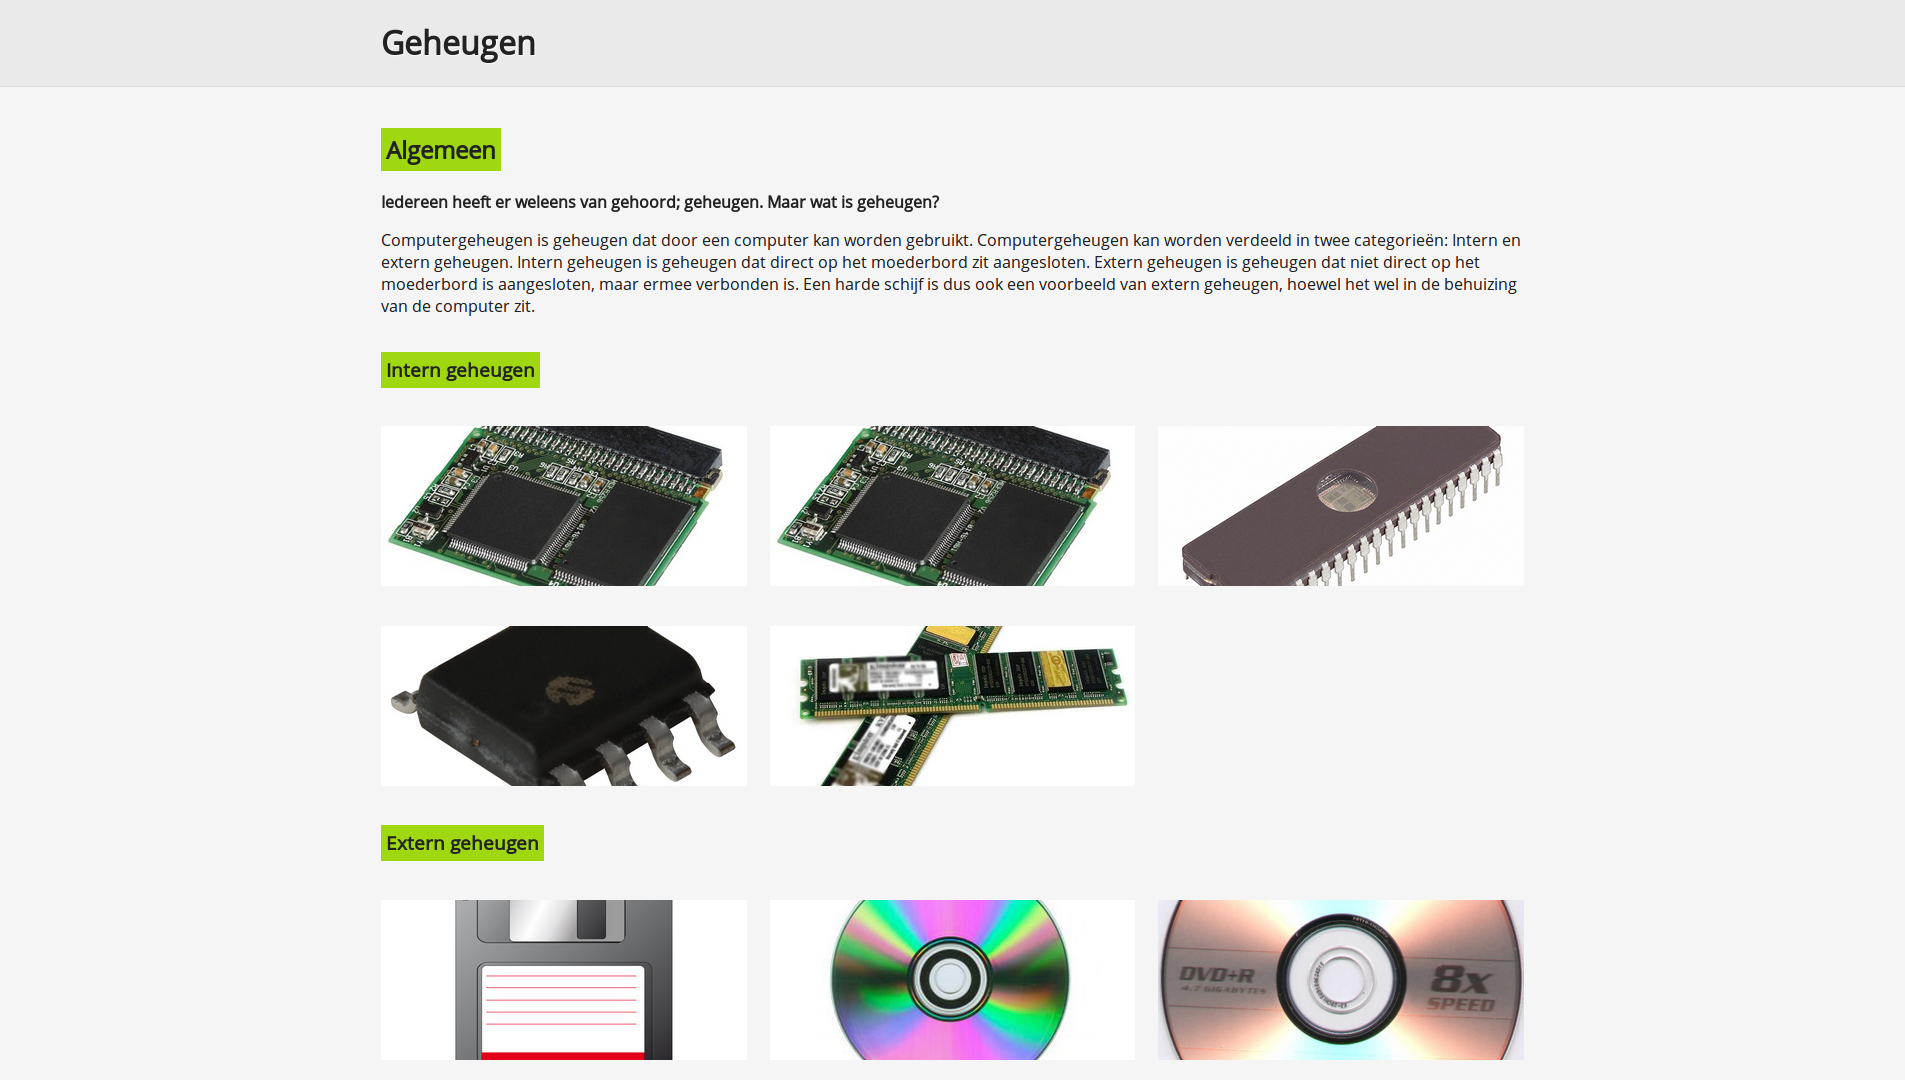 Geheugen
Algemeen
Iedereen heeft er weleens van gehoord; geheugen. Maar wat is geheugen?
Computergeheugen is geheugen dat door een computer kan worden gebruikt. Computergeheugen kan worden verdeeld in twee categorieën: Intern en
extern geheugen. Intern geheugen is geheugen dat direct op het moederbord zit aangesloten. Extern geheugen is geheugen dat niet direct op het
moederbord is aangesloten, maar ermee verbonden is. Een harde schijf is dus ook een voorbeeld van extern geheugen, hoewel het wel in de behuizing
van de computer zit.
Intern geheugen
Extern geheugen
DVD+R
4.7 GIGABYTES
8x
SPEED